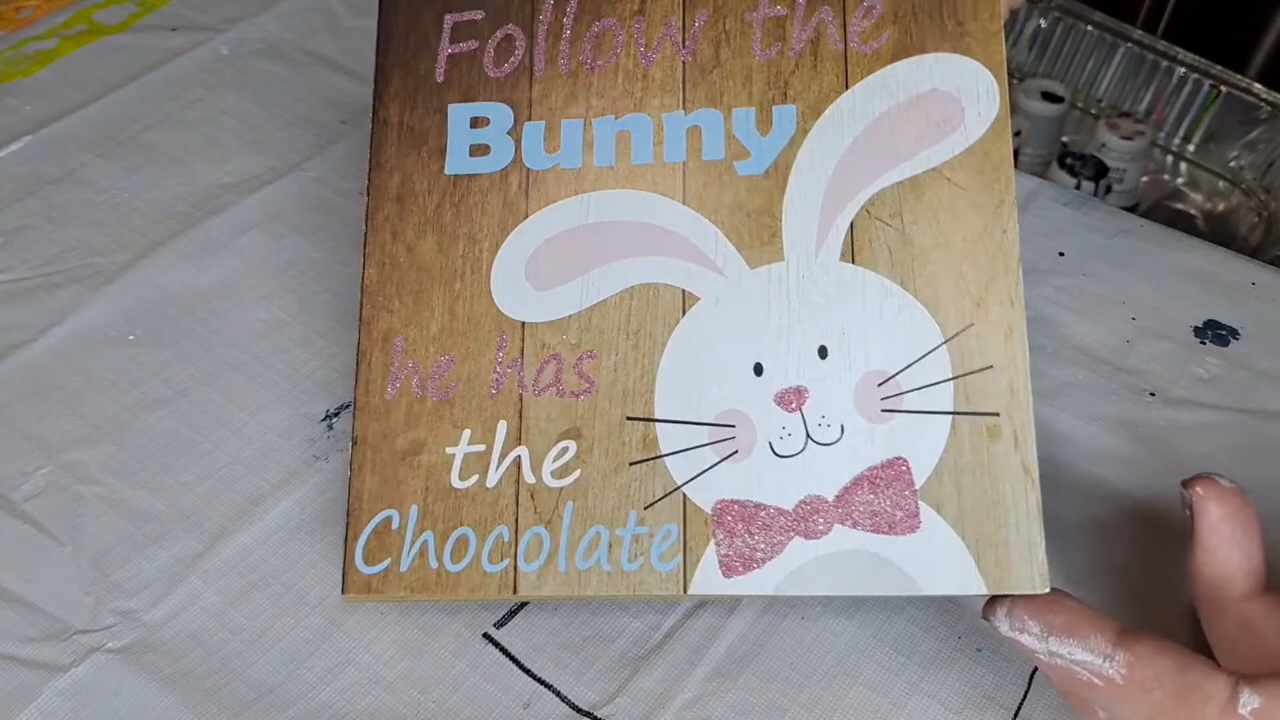 Follow the
Bunny
he has
the
Chocolate